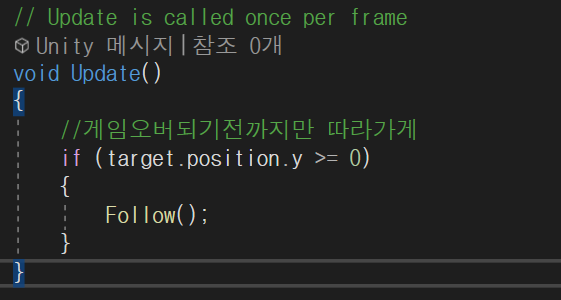 // Update is called once per frame
Unity 메시지|참조 0개
void Update()
{
//게임오버되기전까지만 따라가게
if (target.position.y >= 0)
{
Follow();
}
}